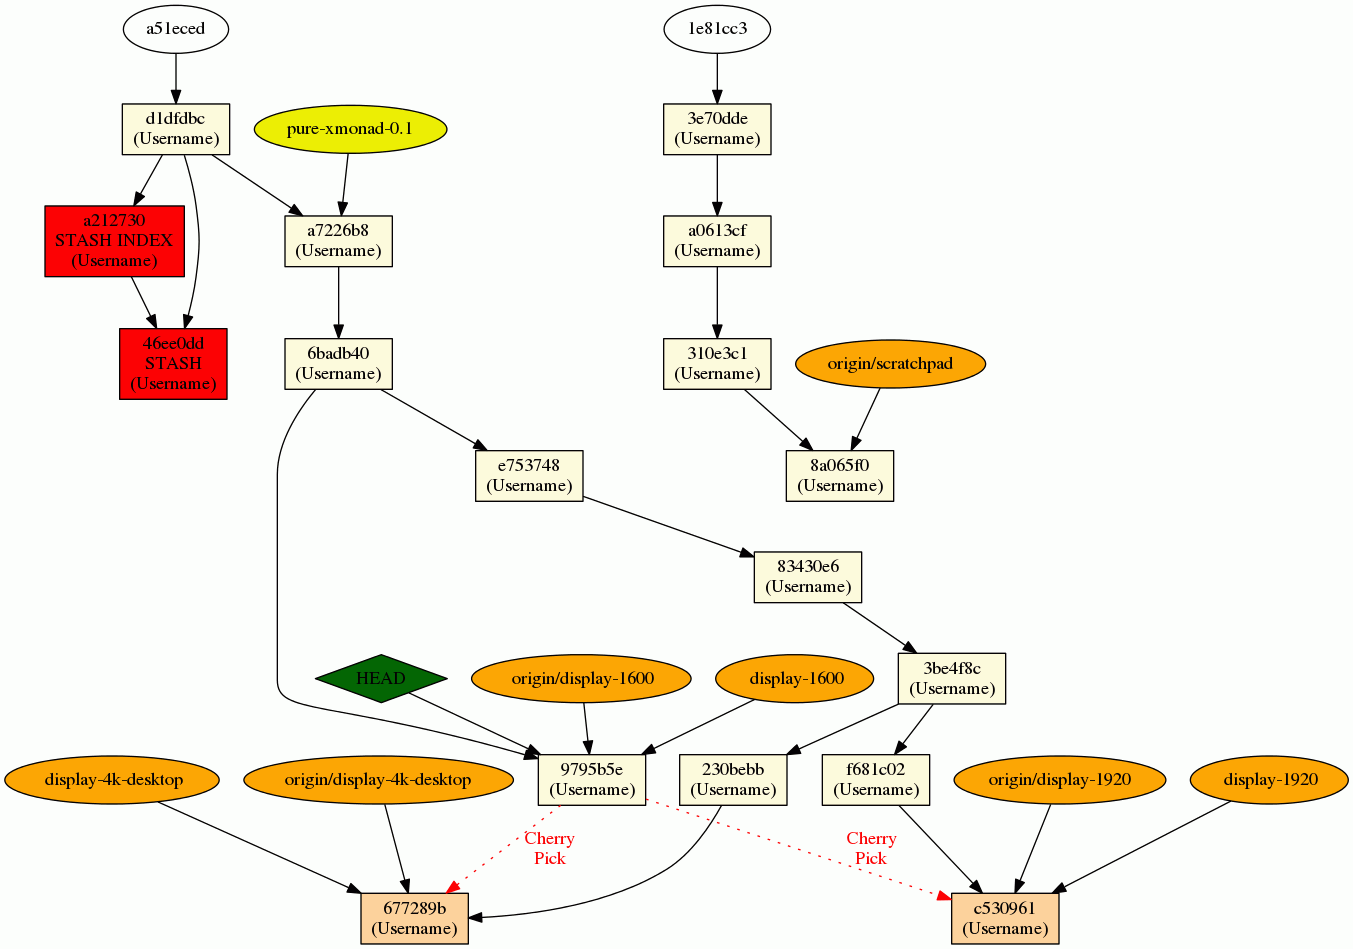 a51eced
1e81cc3
d1dfdbc
(Username)
pure-xmonad-0.1
3e70dde
(Username)
a212730
STASH INDEX
(Username)
a7226b8
(Username)
a0613cf
(Username)
46ee0dd
STASH
(Username)
6badb40
(Username)
310e3c1
(Username)
origin/scratchpad
e753748
(Username)
8a065f0
(Username)
83430e6
(Username)
HEAD
origin/display-1600
display-1600
3be4f8c
(Username)
display-4k-desktop
origin/display-4k-desktop
9795b5e
(Username)
230bebb
(Username)
f681c02
(Username)
origin/display-1920
display-1920
Cherry
Pick
Cherry
Pick
677289b
(Username)
c530961
(Username)